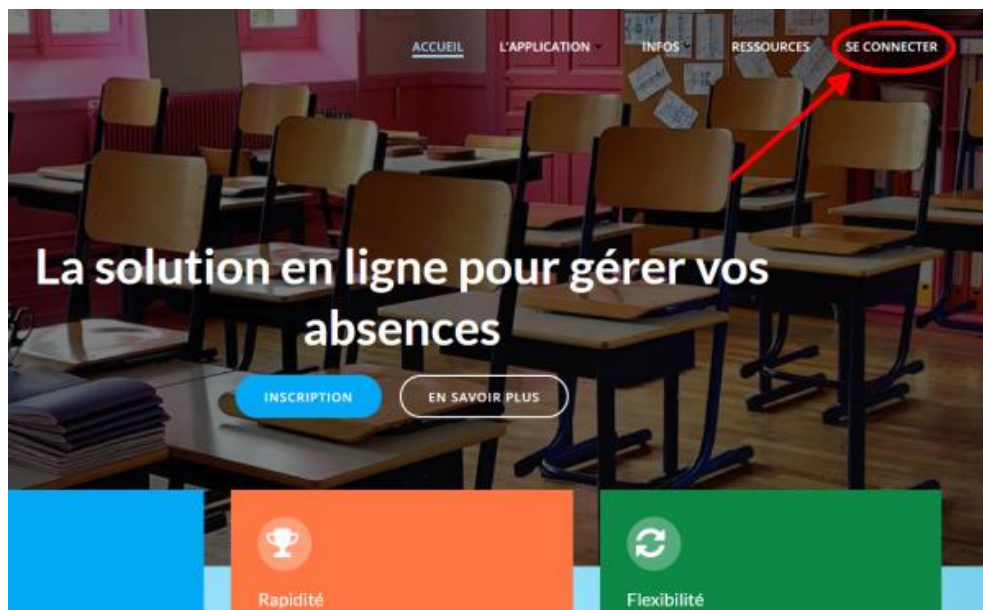 ACCUEIL L'APPLICATION INFOS RESSOURCES SE CONNECTER
La solution en ligne pour gérer vos
absences
INSCRIPTION EN SAVOIR PLUS
Rapidité Flexibilité